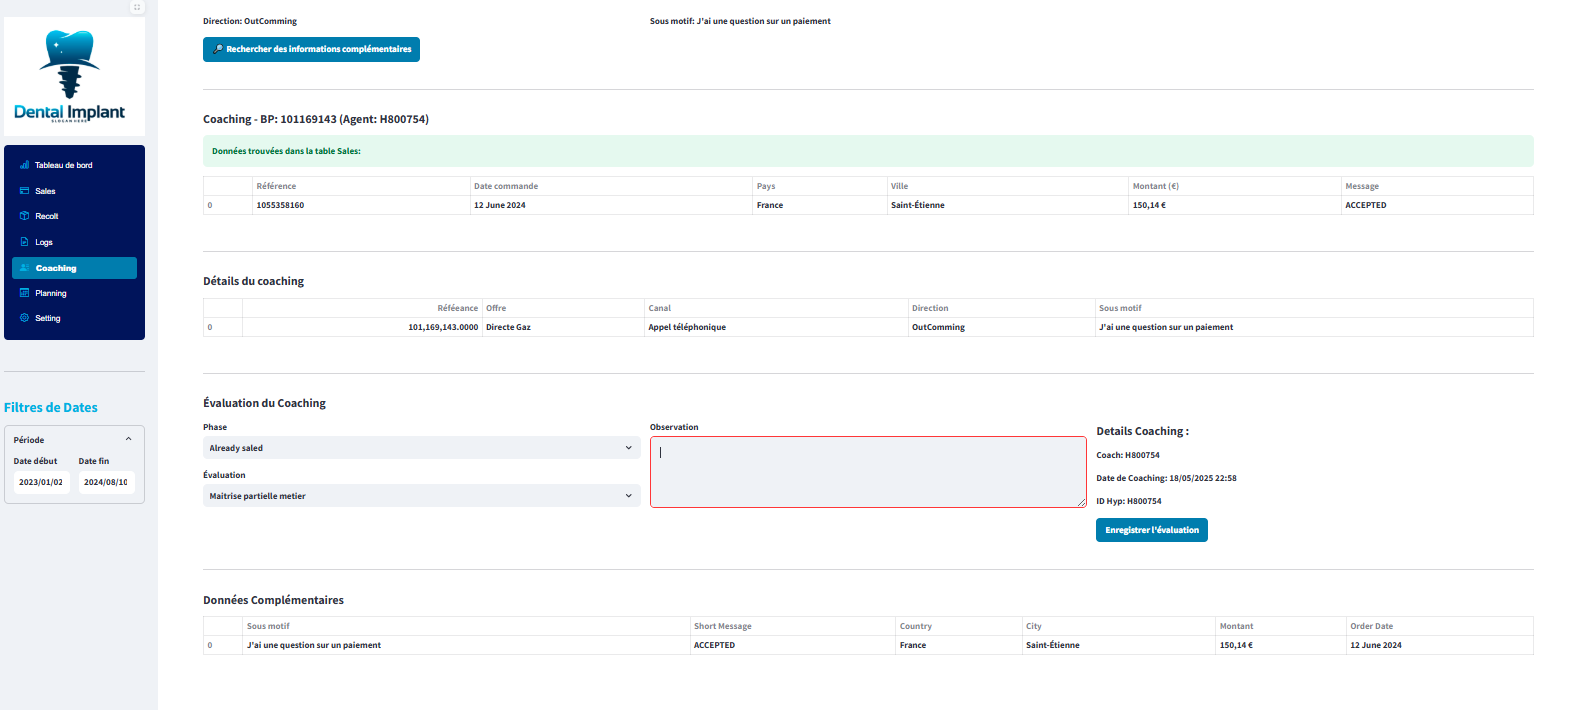 Dental Implant
SLOGAN HERE
Tableau de bord
Sales
Recolt
Logs
Coaching
Planning
Setting
Filtres de Dates
Période
Date début Date fin
2023/01/02 2024/08/10
Direction: OutComming Sous motif: J'ai une question sur un paiement
Rechercher des informations complémentaires
Coaching - BP: 101169143 (Agent: H800754)
Données trouvées dans la table Sales:
Référence Date commande Pays Ville Montant (€) Message
0 1055358160 12 June 2024 France Saint-Étienne 150,14 € ACCEPTED
Détails du coaching
Référeance Offre Canal Direction Sous motif
0 101,169,143.0000 Directe Gaz Appel téléphonique OutComming J'ai une question sur un paiement
Évaluation du Coaching
Phase
Already saled
Évaluation
Maitrise partielle metier
Observation
Details Coaching :
Coach: H800754
Date de Coaching: 18/05/2025 22:58
ID Hyp: H800754
Enregistrer l'évaluation
Données Complémentaires
Sous motif Short Message Country City Montant Order Date
0 J'ai une question sur un paiement ACCEPTED France Saint-Étienne 150,14 € 12 June 2024